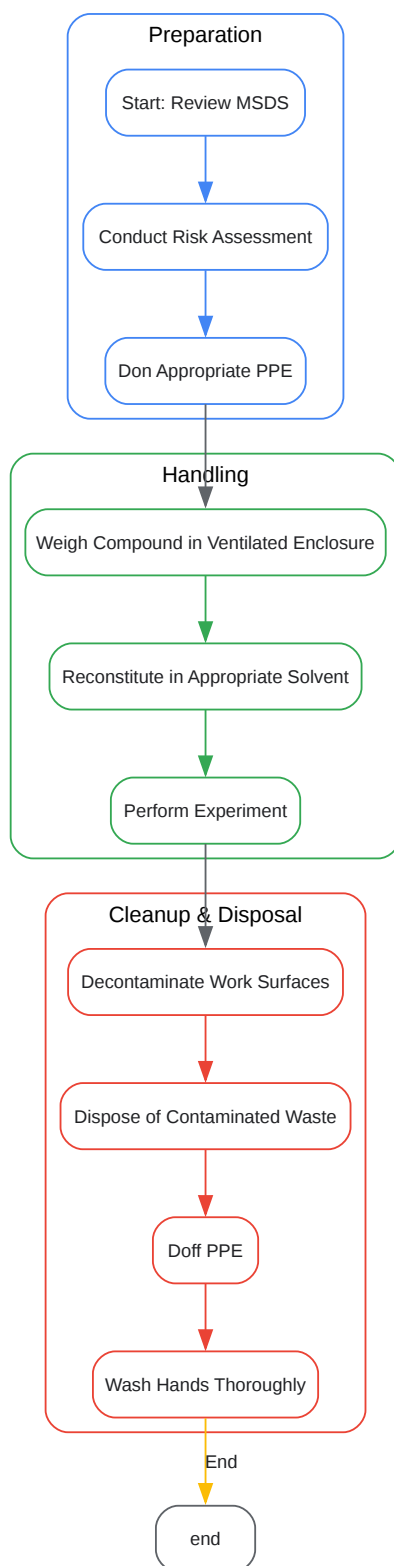 Preparation
Start: Review MSDS
Conduct Risk Assessment
Don Appropriate PPE
Handling
Weigh Compound in Ventilated Enclosure
Reconstitute in Appropriate Solvent
Perform Experiment
Cleanup & Disposal
Decontaminate Work Surfaces
Dispose of Contaminated Waste
Doff PPE
Wash Hands Thoroughly
End
end